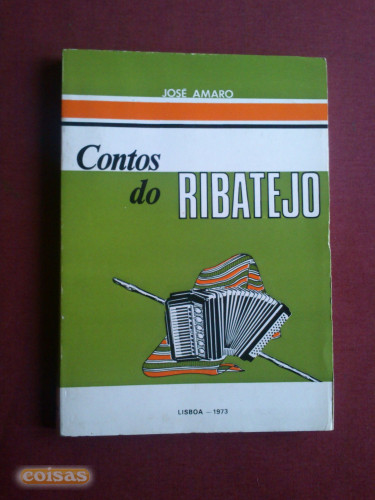 JOSÉ AMARO
Contos
do RIBATEJO
LISBOA - 1973
coisas